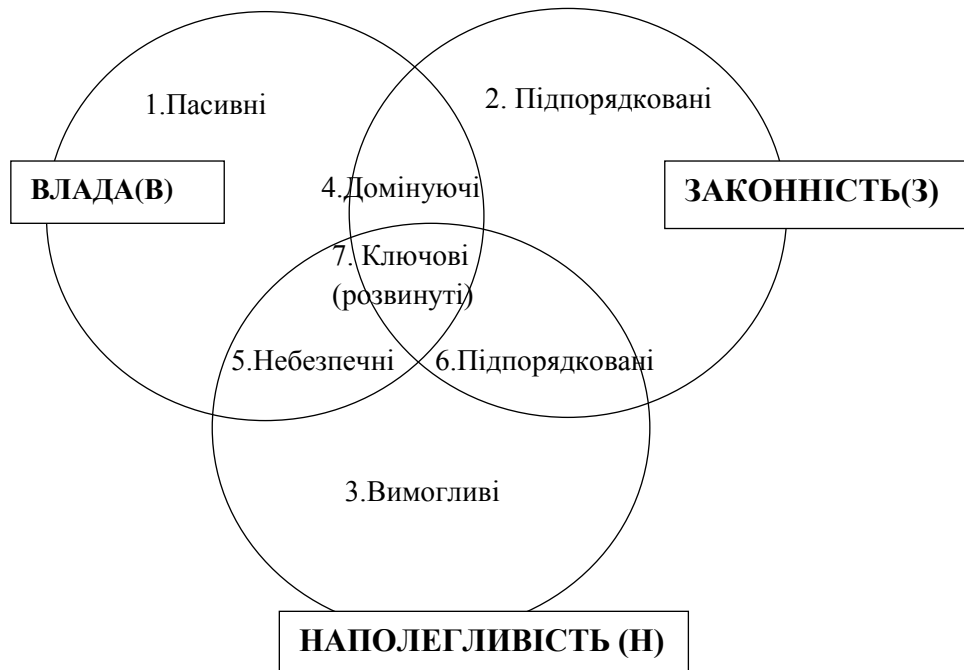 1.Пасивні
2. Підпорядковані
ВЛАДА(В)
4.Домінуючі
ЗАКОННІСТЬ(З)
7. Ключові
(розвинуті)
5.Небезпечні
6.Підпорядковані
3.Вимогливі
НАПОЛЕГЛИВІСТЬ (Н)